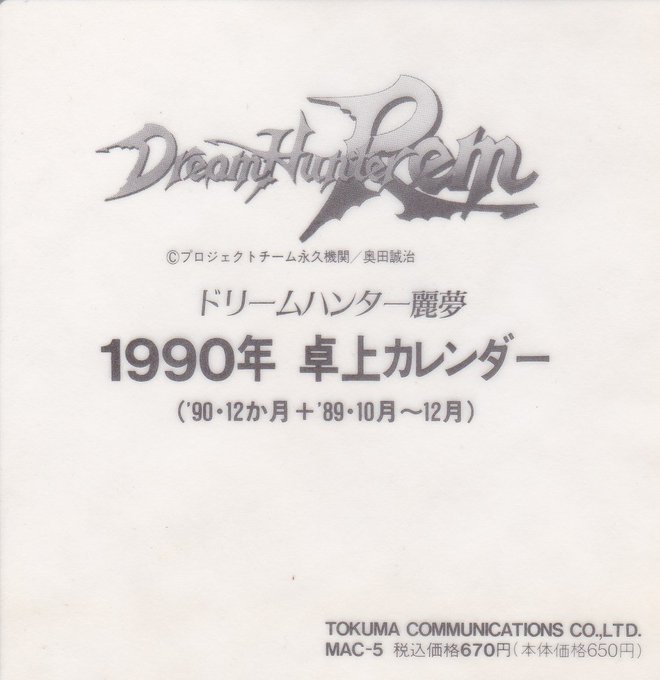 Dream Hunter Rem
©プロジェクトチーム永久機関／奥田誠治
ドリームハンター麗夢
1990年 卓上カレンダー
('90・12か月＋'89・10月〜12月)
TOKUMA COMMUNICATIONS CO.,LTD.
MAC-5 税込価格670円(本体価格650円)